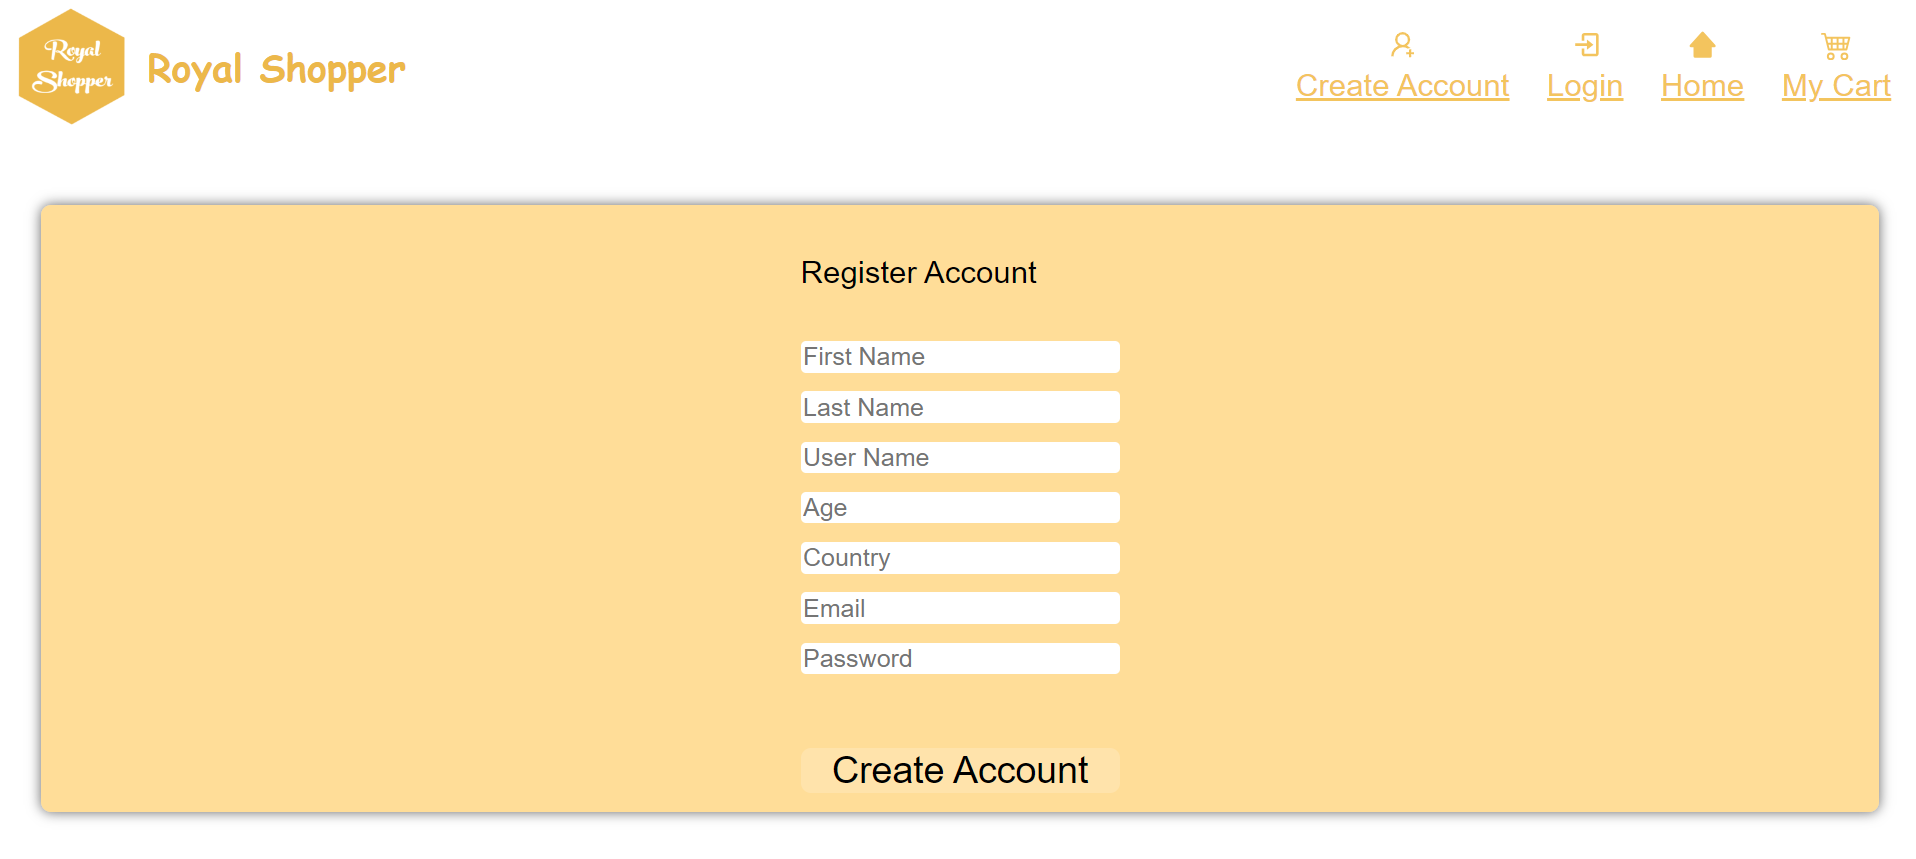 Royal
Shopper
Royal Shopper
Create Account
Login
Home
My Cart
Register Account
First Name
Last Name
User Name
Age
Country
Email
Password
Create Account